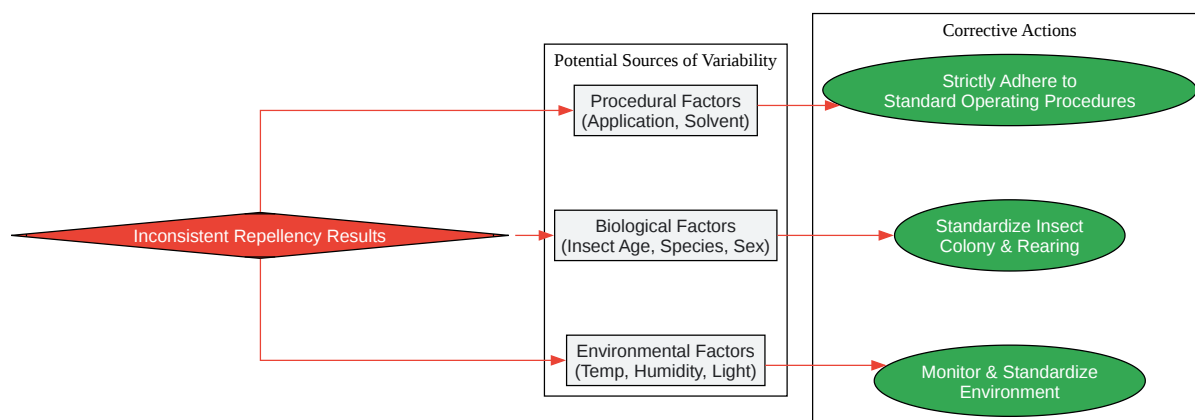 Corrective Actions
Potential Sources of Variability
Strictly Adhere to
Standard Operating Procedures
Procedural Factors
(Application, Solvent)
Inconsistent Repellency Results
Biological Factors
(Insect Age, Species, Sex)
Standardize Insect
Colony & Rearing
Environmental Factors
(Temp, Humidity, Light)
Monitor & Standardize
Environment